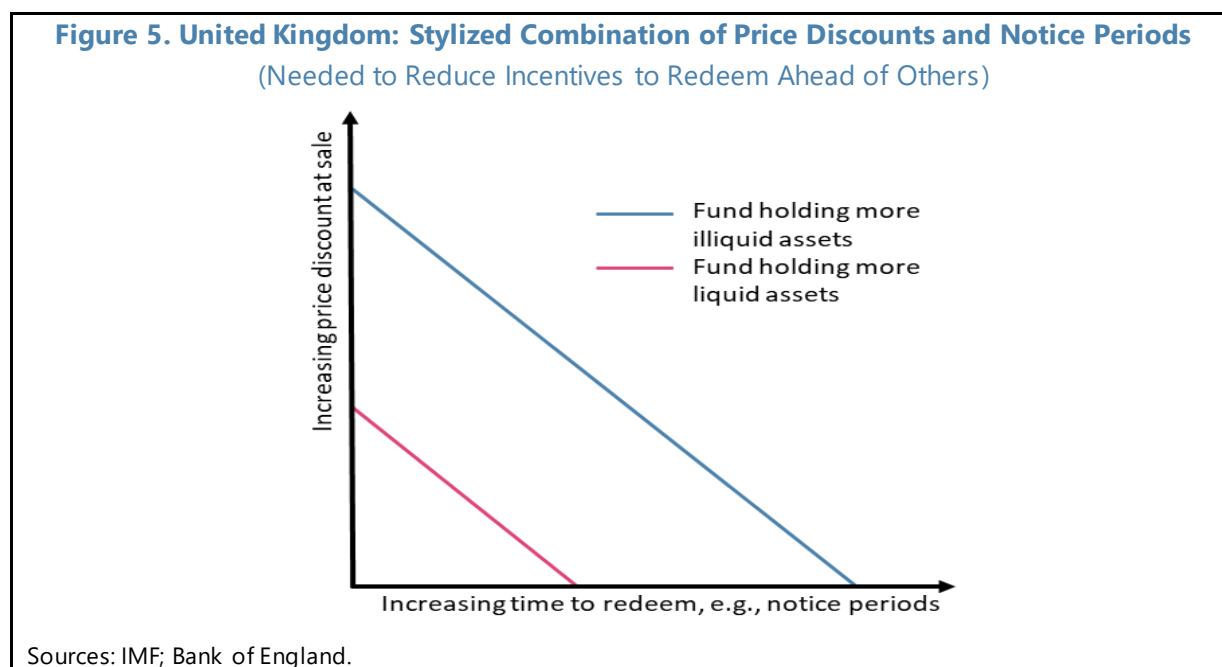 Figure 5. United Kingdom: Stylized Combination of Price Discounts and Notice Periods
(Needed to Reduce Incentives to Redeem Ahead of Others)
Increasing price discount at sale
Fund holding more
illiquid assets
Fund holding more
liquid assets
Increasing time to redeem, e.g., notice periods
Sources: IMF; Bank of England.